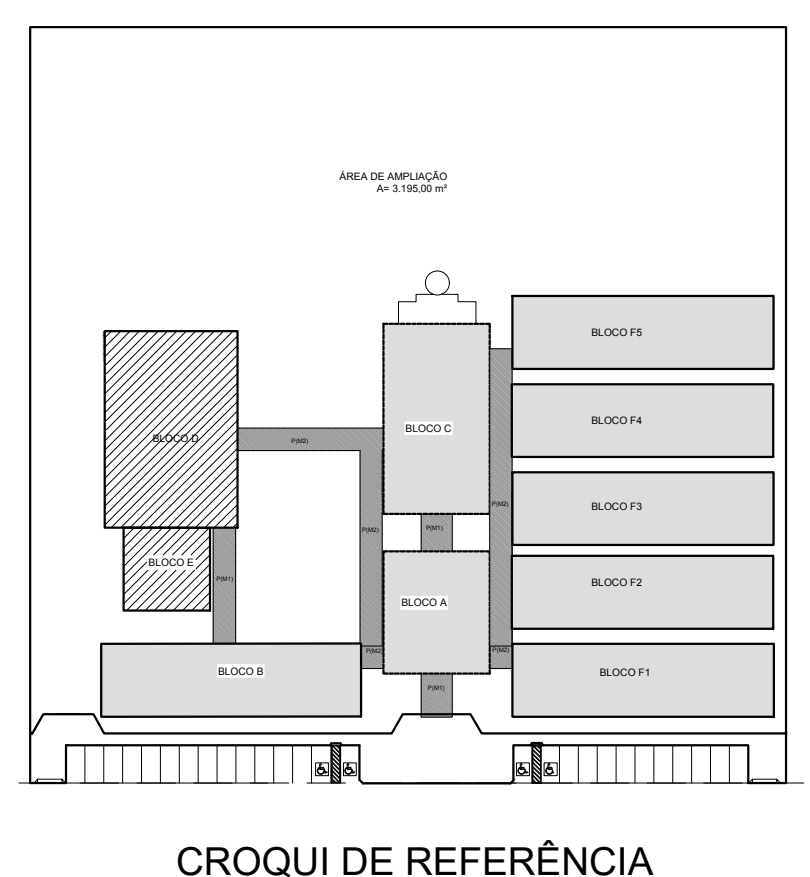 ÁREA DE AMPLIAÇÃO
A= 3.195,00 m²
BLOCO F5
BLOCO F4
BLOCO C
BLOCO D
P(M2)
P(M2)
BLOCO F3
P(M2)
P(M1)
BLOCO E
P(M1)
BLOCO F2
BLOCO A
P(M2)
P(M2)
BLOCO B
BLOCO F1
P(M1)
CROQUI DE REFERÊNCIA